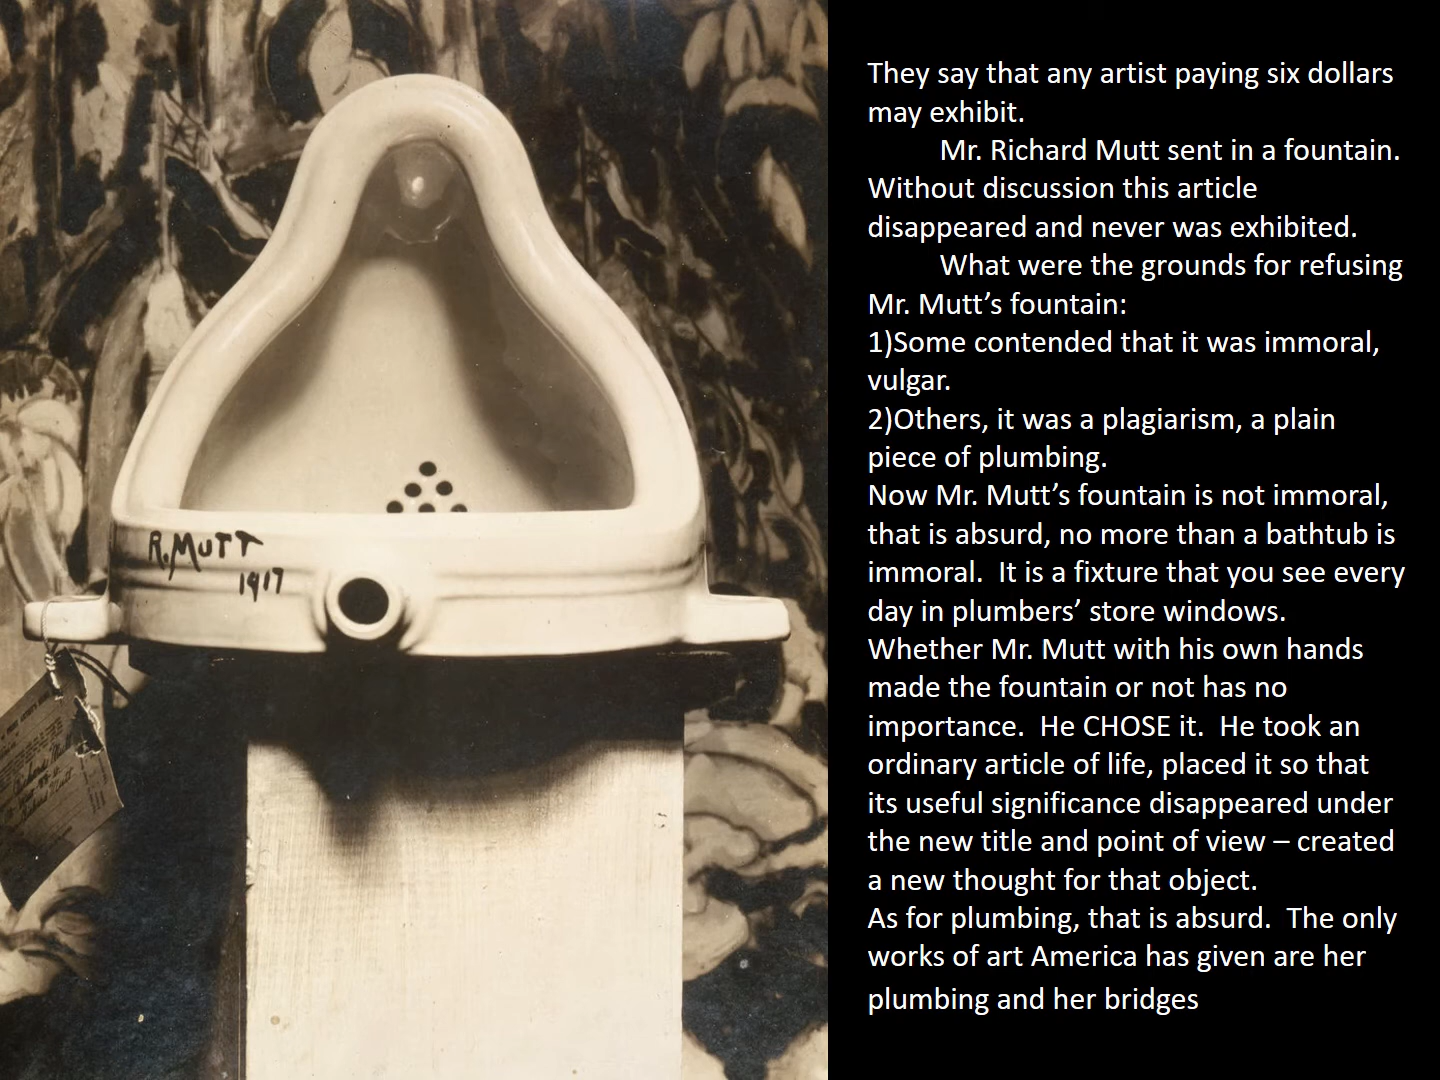 They say that any artist paying six dollars
may exhibit.
Mr. Richard Mutt sent in a fountain.
Without discussion this article
disappeared and never was exhibited.
What were the grounds for refusing
Mr. Mutt’s fountain:
1)Some contended that it was immoral,
vulgar.
2)Others, it was a plagiarism, a plain
piece of plumbing.
Now Mr. Mutt’s fountain is not immoral,
that is absurd, no more than a bathtub is
immoral.  It is a fixture that you see every
day in plumbers’ store windows.
Whether Mr. Mutt with his own hands
made the fountain or not has no
importance.  He CHOSE it.  He took an
ordinary article of life, placed it so that
its useful significance disappeared under
the new title and point of view – created
a new thought for that object.
As for plumbing, that is absurd.  The only
works of art America has given are her
plumbing and her bridges
R. MUTT
1917